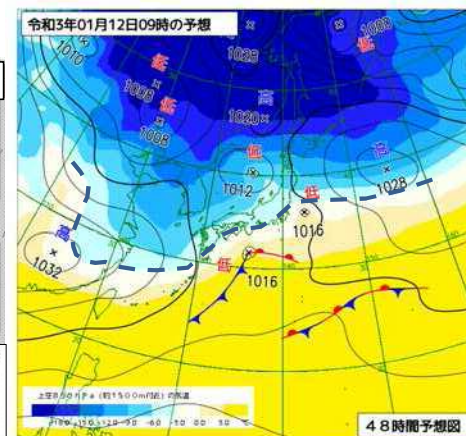 令和3年01月12日09時の予想
1010
1028
1008
低
低
1008
低
1008
高
1020
低
1012
高
1028
低
1016
高
1032
低
1016
上空850hPa（約1500m付近）の気温
48時間予想図